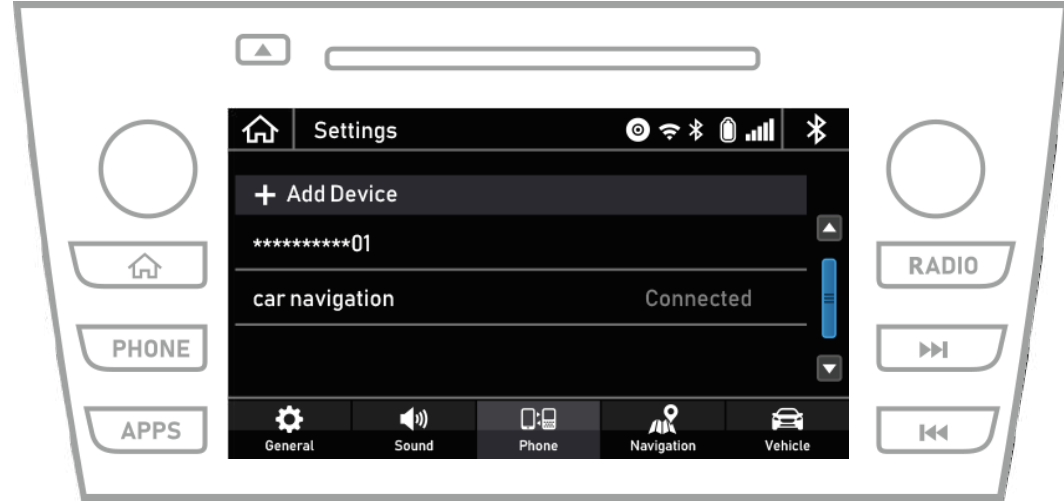 Settings
+ Add Device
**********01
car navigation Connected
RADIO
PHONE
APPS
General Sound Phone Navigation Vehicle